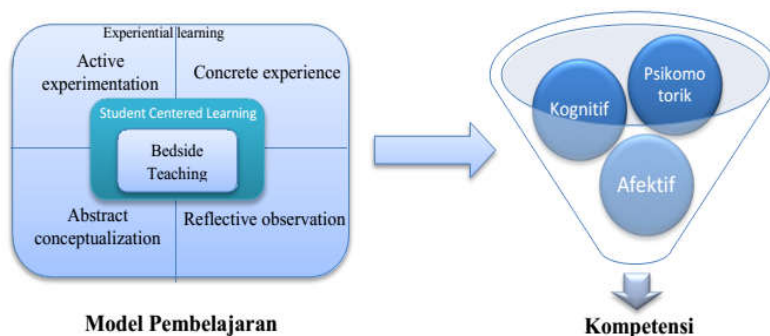 Experiential learning
Active
experimentation
Concrete experience
Student Centered Learning
Bedside
Teaching
Abstract
conceptualization
Reflective observation
Model Pembelajaran
Kognitif
Psikomo
torik
Afektif
Kompetensi